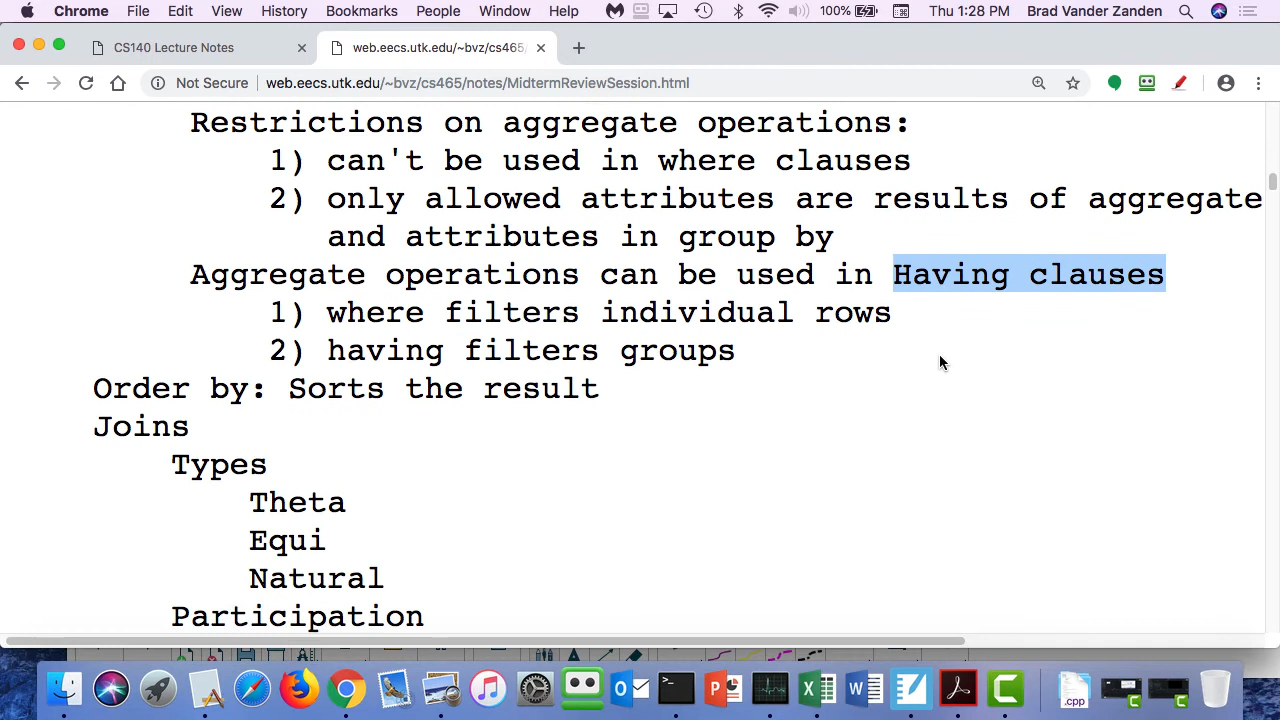 Chrome File Edit View History Bookmarks People Window Help 100% Thu 1:28 PM Brad Vander Zanden
CS140 Lecture Notes web.eecs.utk.edu/~bvz/cs465/
Not Secure web.eecs.utk.edu/~bvz/cs465/notes/MidtermReviewSession.html
Restrictions on aggregate operations:
1) can't be used in where clauses
2) only allowed attributes are results of aggregate
and attributes in group by
Aggregate operations can be used in Having clauses
1) where filters individual rows
2) having filters groups
Order by: Sorts the result
Joins
Types
Theta
Equi
Natural
Participation
.cpp